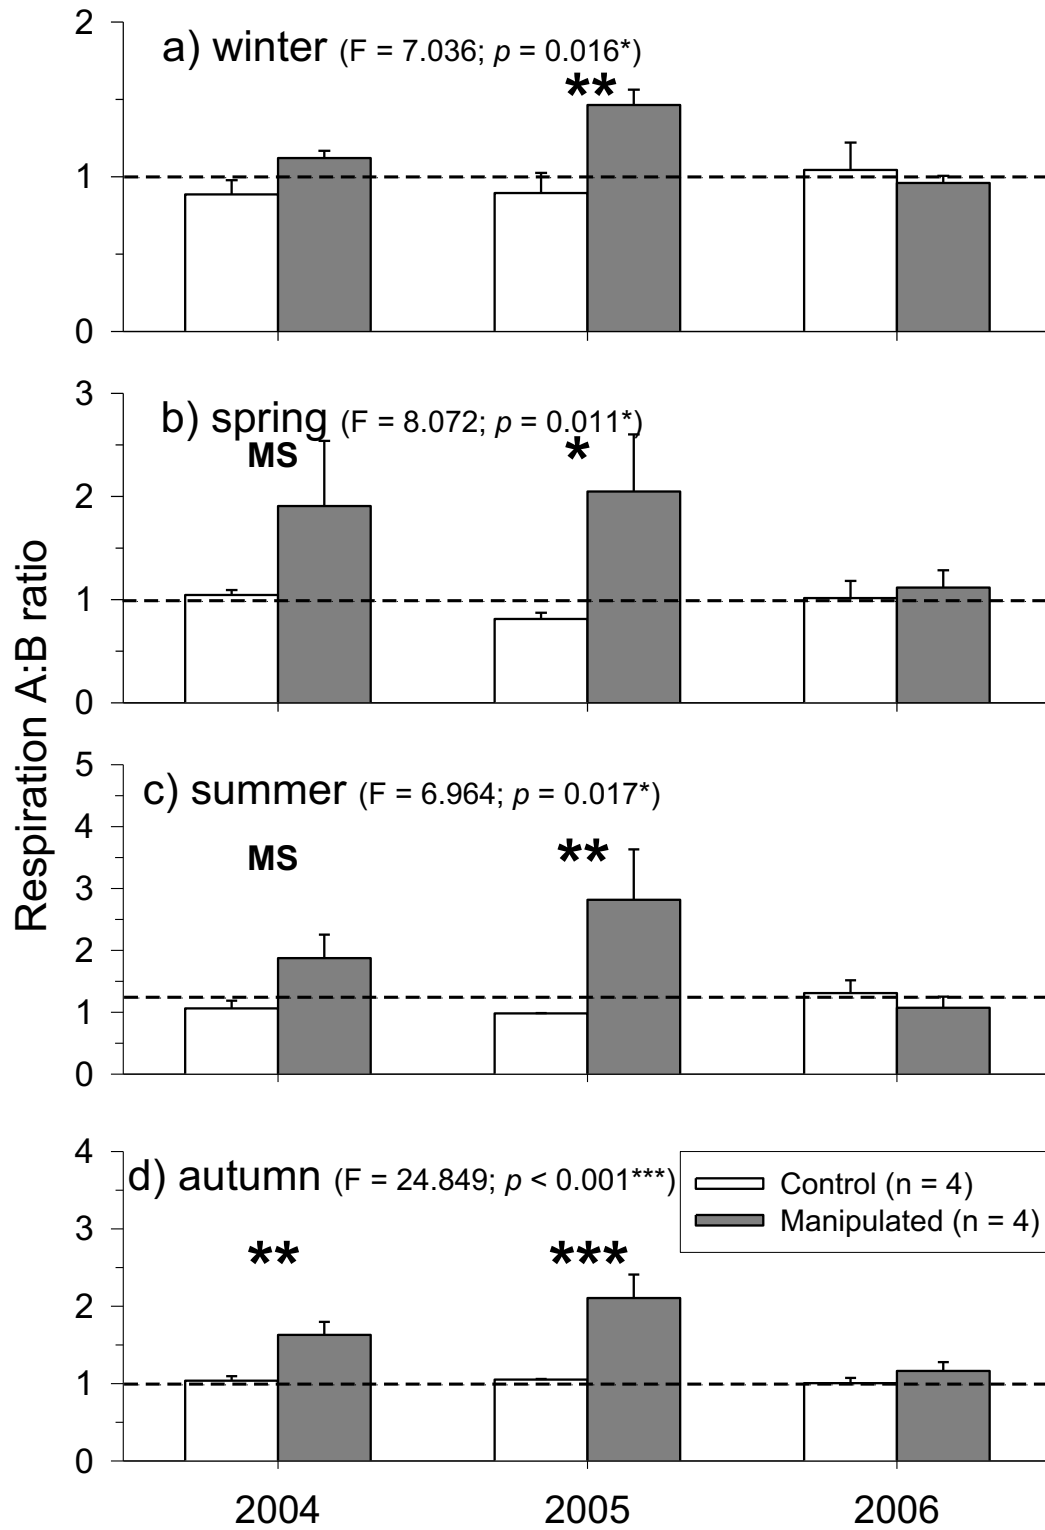 Respiration A:B ratio
a) winter (F = 7.036; p = 0.016*)
**
2
1
0
b) spring (F = 8.072; p = 0.011*)
MS
*
3
2
1
0
c) summer (F = 6.964; p = 0.017*)
MS
**
5
4
3
2
1
0
d) autumn (F = 24.849; p < 0.001***)
Control (n = 4)
Manipulated (n = 4)
**
***
4
3
2
1
0
2004
2005
2006